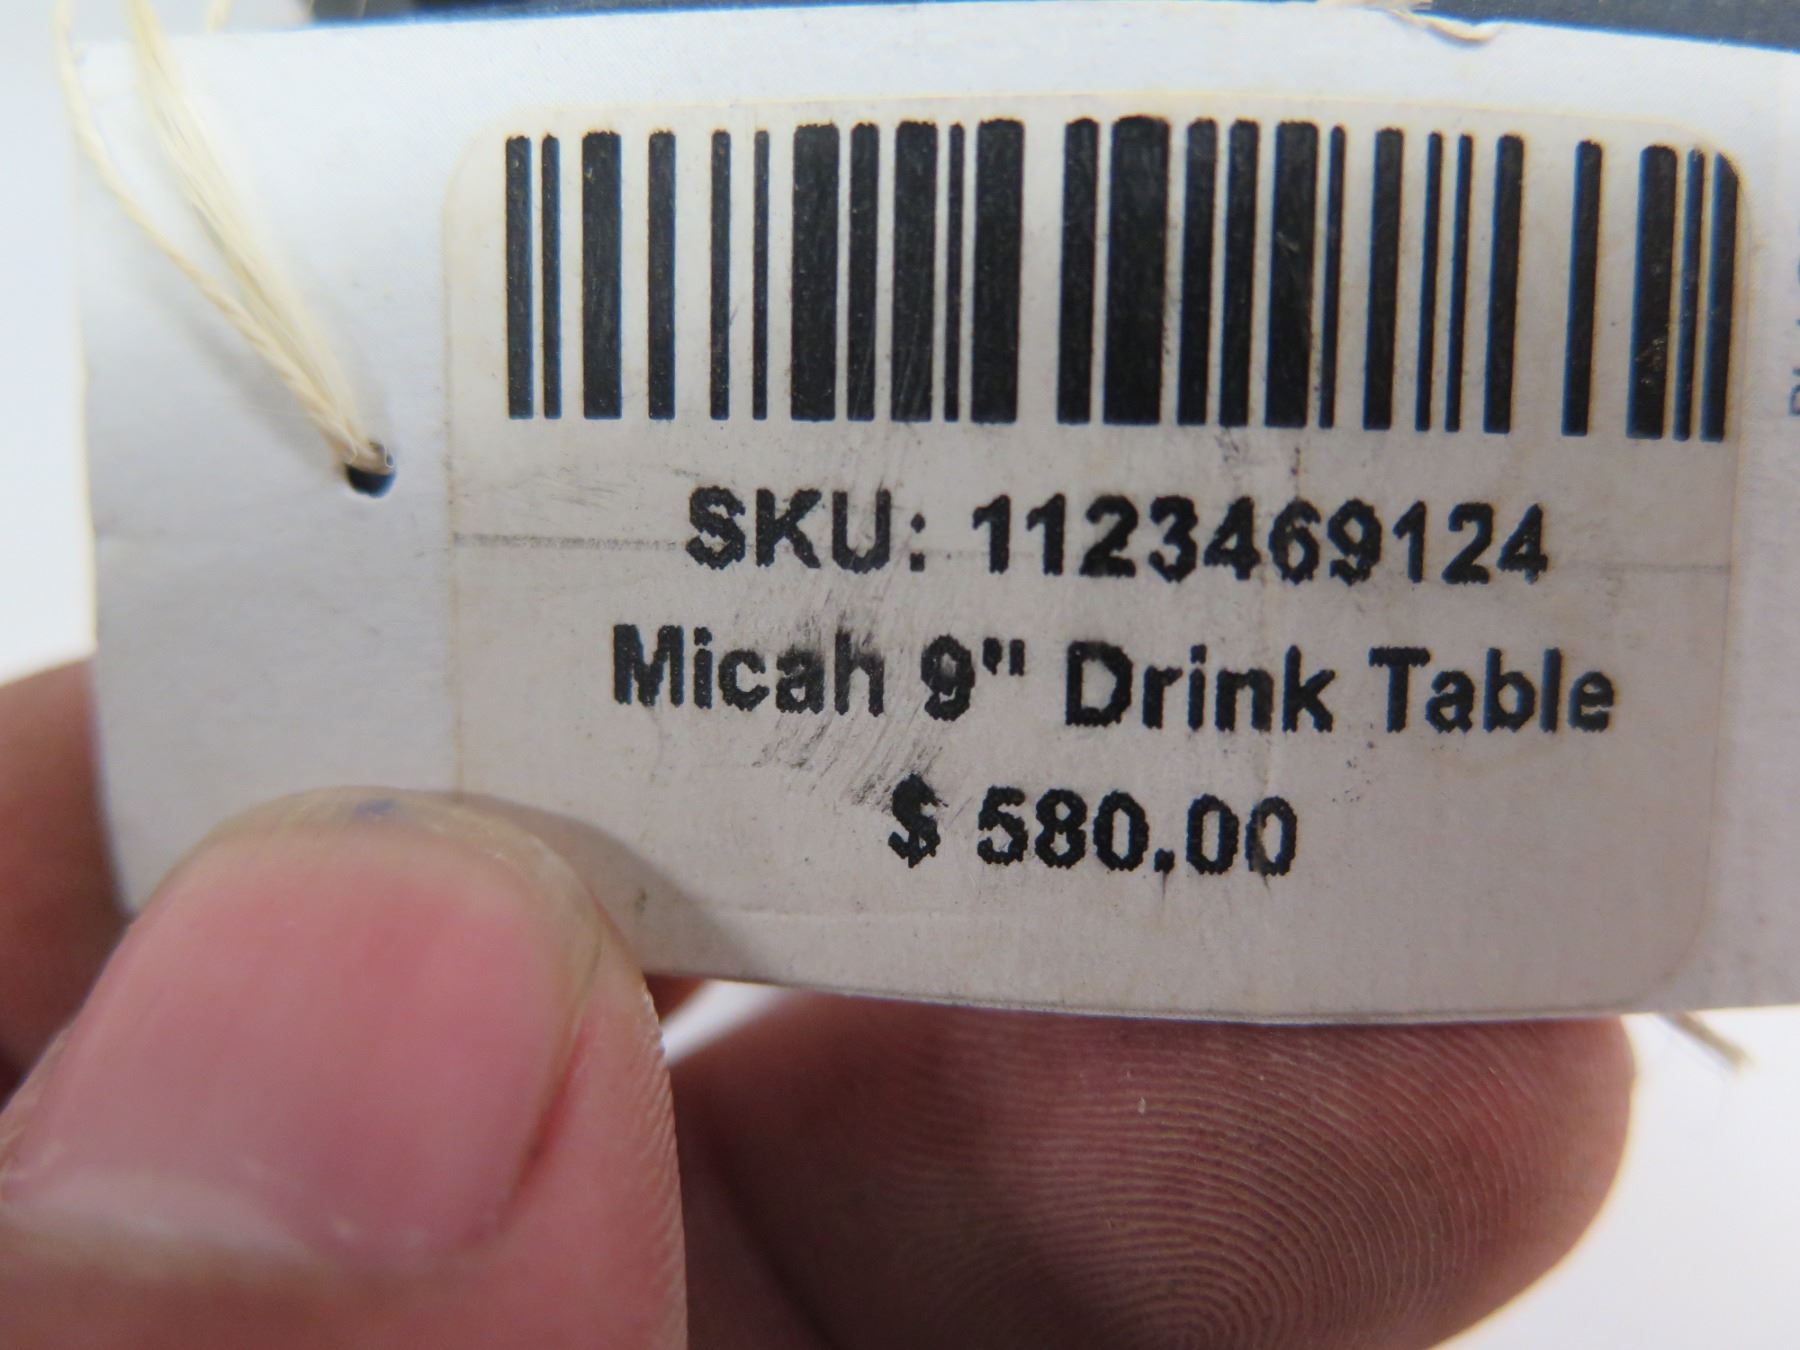 SKU: 1123469124
Micah 9" Drink Table
$ 580.00